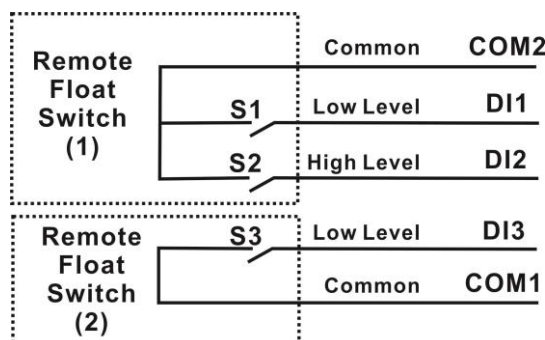 Remote
Float
Switch
(1)
Common COM2
S1 Low Level DI1
S2 High Level DI2
Remote
Float
Switch
(2)
S3 Low Level DI3
Common COM1